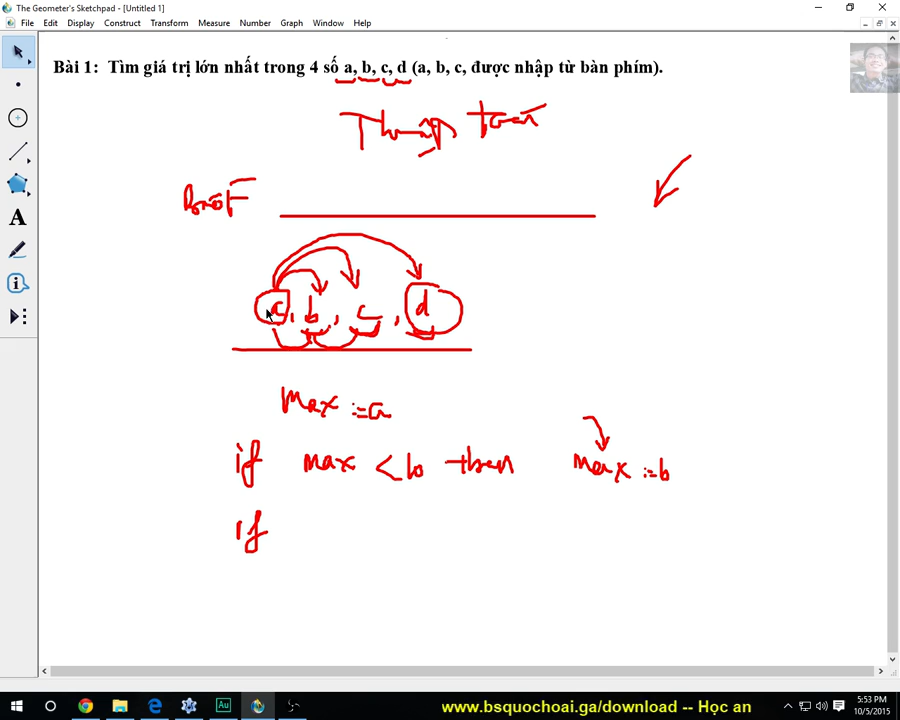 The Geometer's Sketchpad - [Untitled 1]
File Edit Display Construct Transform Measure Number Graph Window Help
Bài 1: Tìm giá trị lớn nhất trong 4 số a, b, c, d (a, b, c, được nhập từ bàn phím).
Thuật toán
a, b, c, d
Max := a
if max < b then max := b
if
A
5:53 PM
www.bsquochoai.ga/download -- Học an
10/5/2015